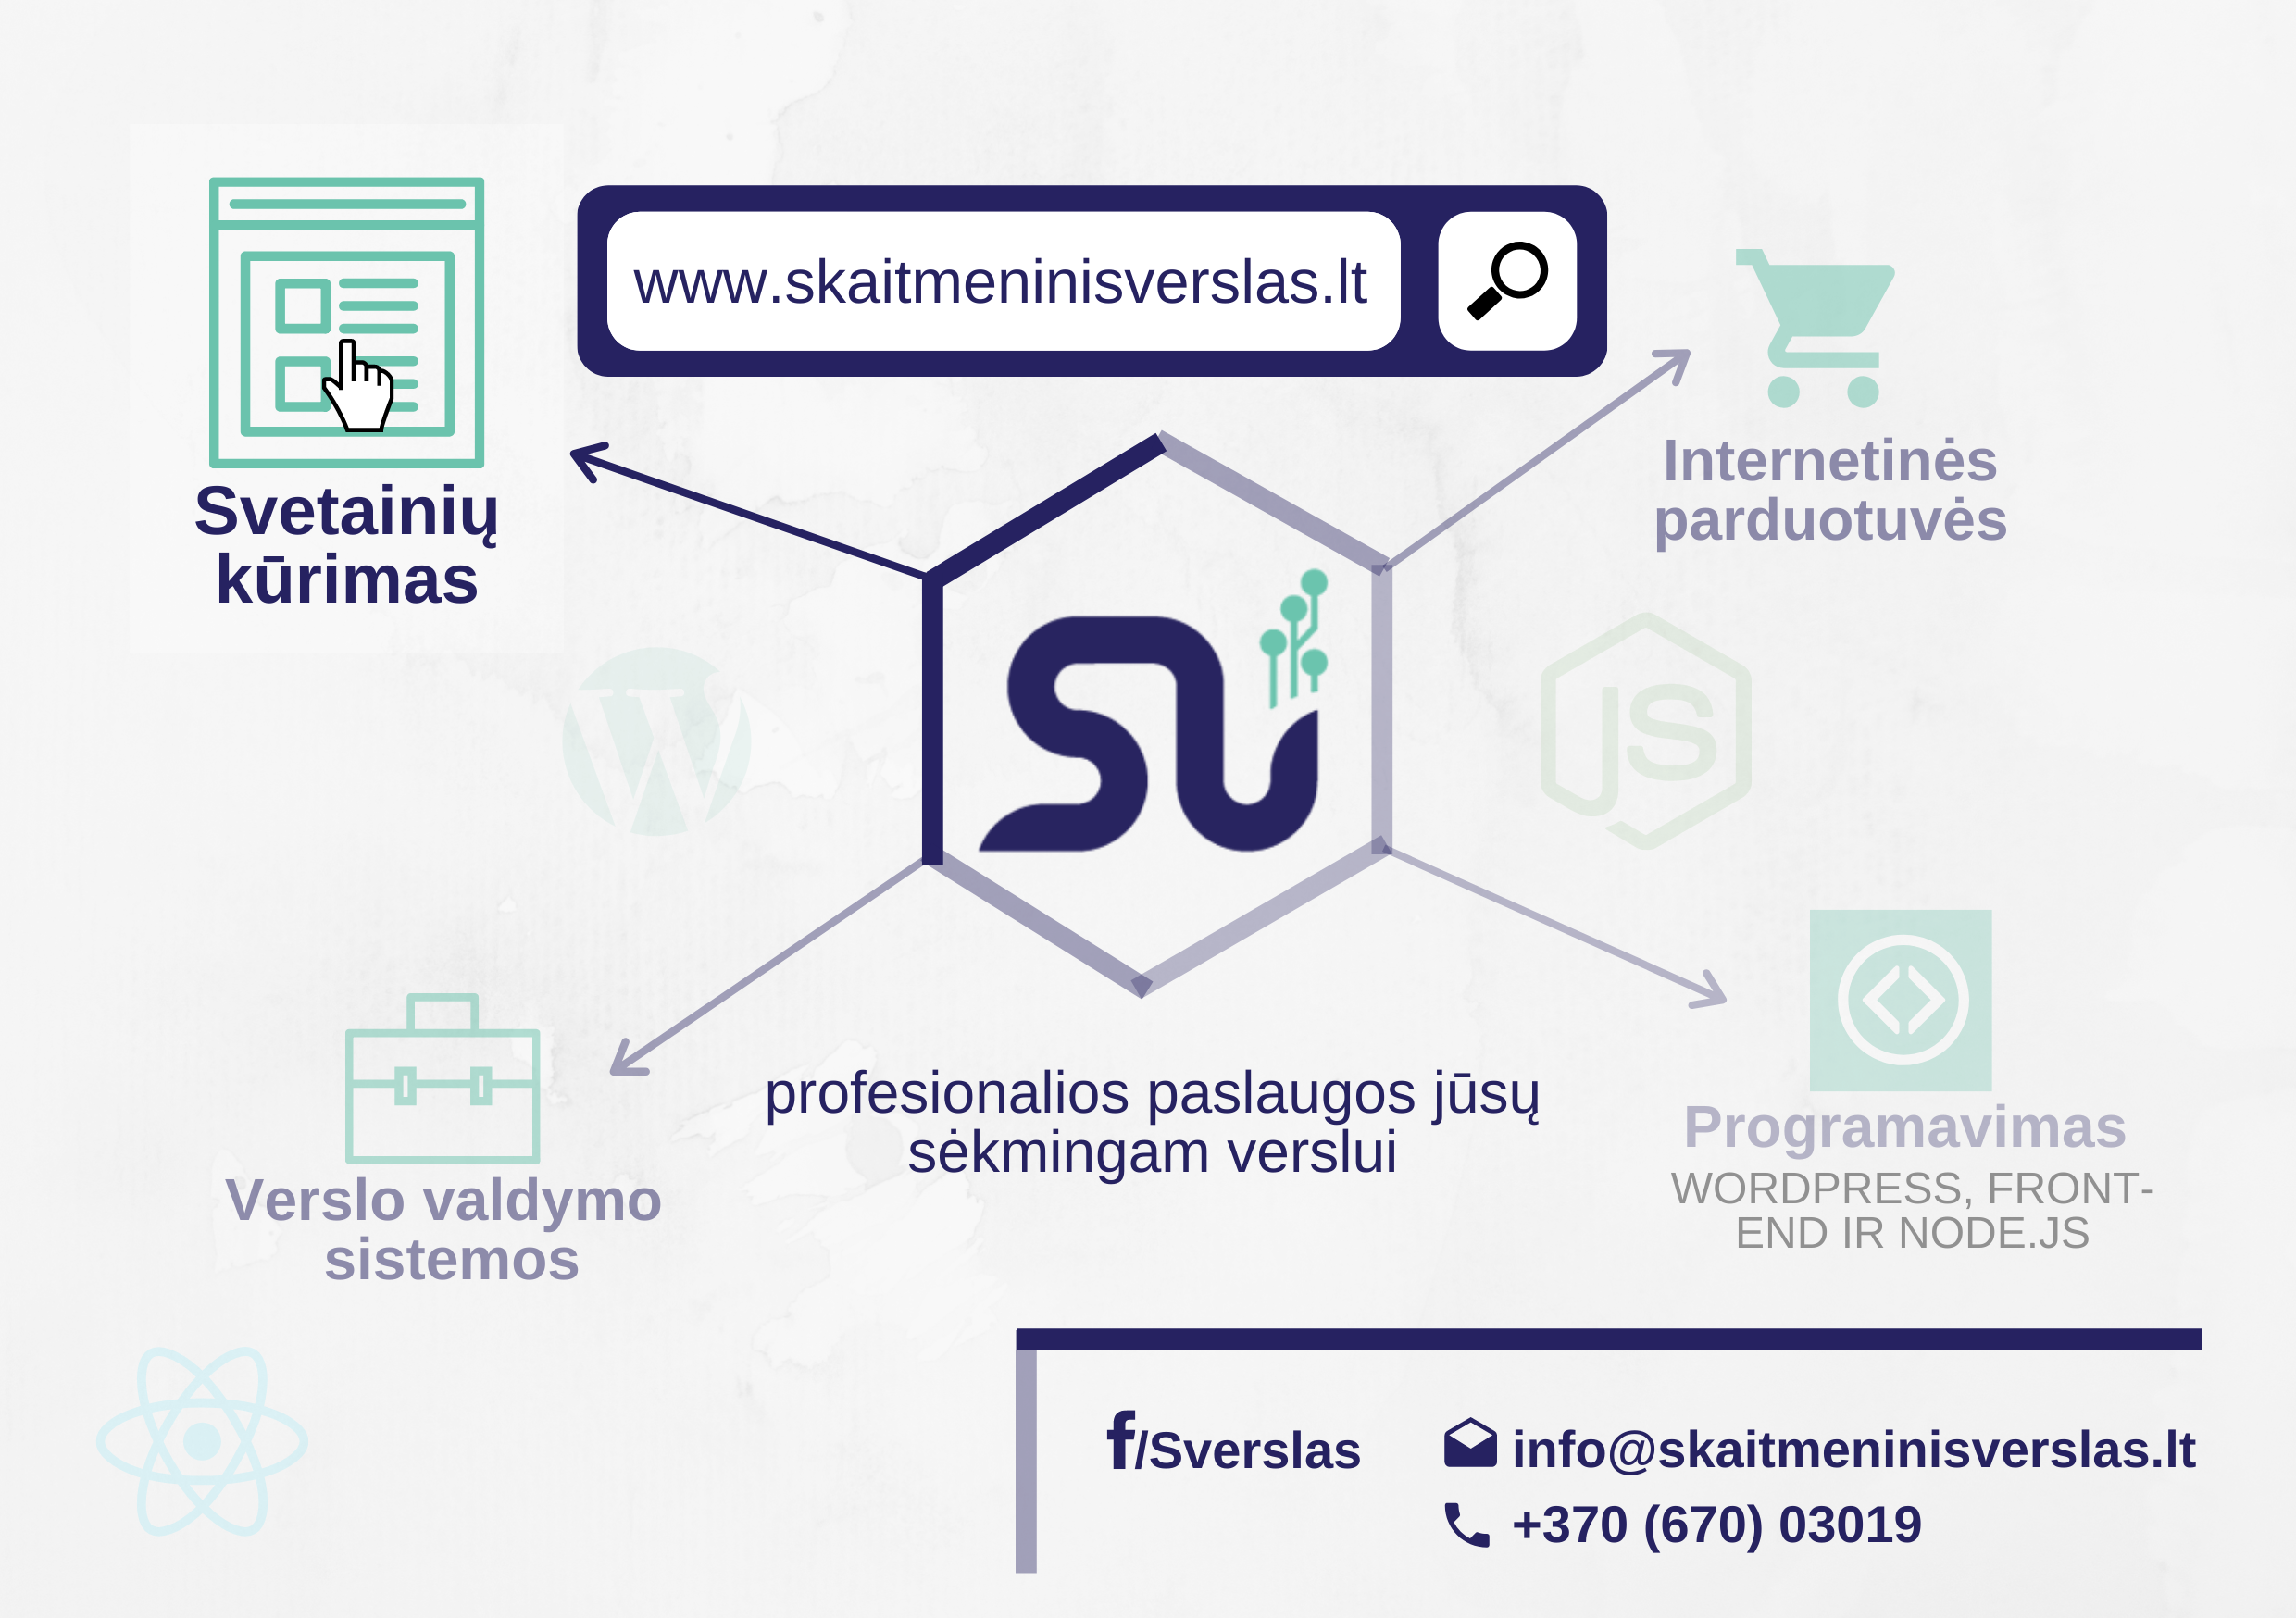 www.skaitmeninisverslas.lt
Svetainių
kūrimas
Internetinės
parduotuvės
JS
profesionalios paslaugos jūsų
sėkmingam verslui
Verslo valdymo
sistemos
Programavimas
WORDPRESS, FRONT-
END IR NODE.JS
f/Sverslas
info@skaitmeninisverslas.lt
+370 (670) 03019